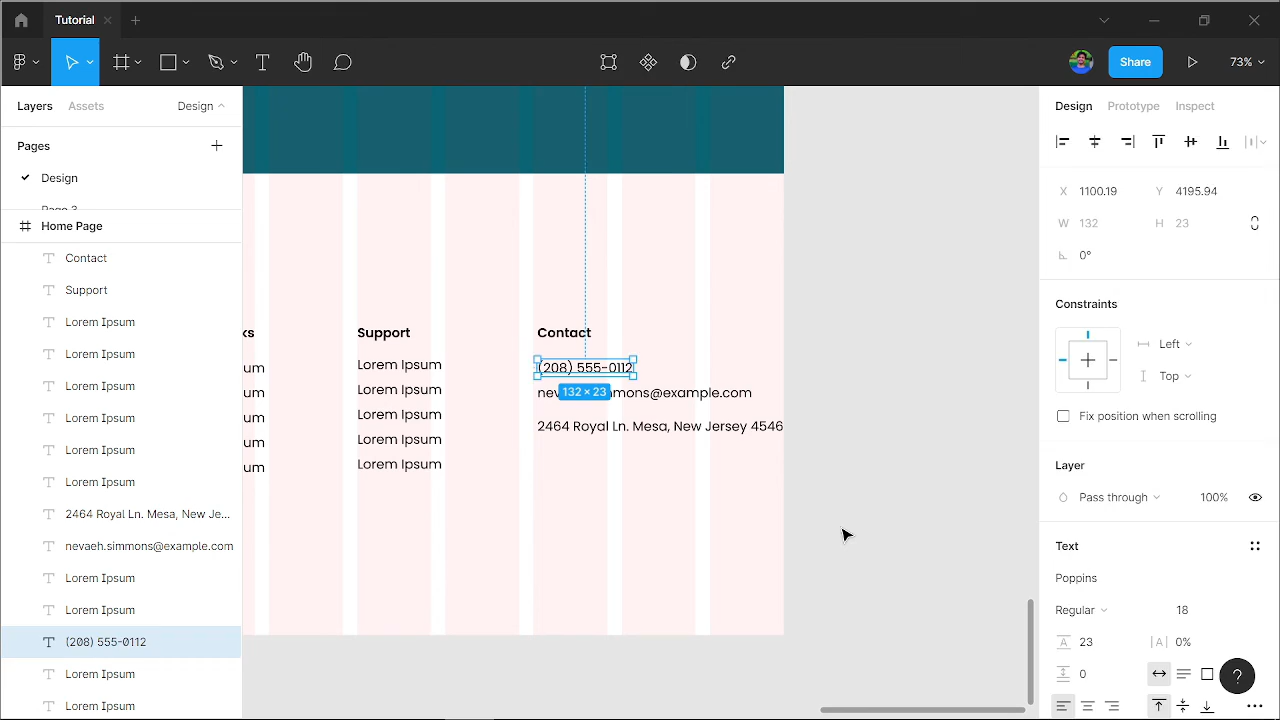 Tutorial
Share
73%
Layers
Assets
Design
Pages
Design
Home Page
Contact
Support
Lorem Ipsum
Lorem Ipsum
Lorem Ipsum
Lorem Ipsum
Lorem Ipsum
Lorem Ipsum
2464 Royal Ln. Mesa, New Je...
nevaeh.simmons@example.com
Lorem Ipsum
Lorem Ipsum
(208) 555-0112
Lorem Ipsum
Lorem Ipsum
ks
um
um
um
um
um
Support
Lorem Ipsum
Lorem Ipsum
Lorem Ipsum
Lorem Ipsum
Lorem Ipsum
Contact
(208) 555-0112
132 × 23
mmons@example.com
2464 Royal Ln. Mesa, New Jersey 4546
Design
Prototype
Inspect
X 1100.19
Y 4195.94
W 132
H 23
0°
Constraints
Left
Top
Fix position when scrolling
Layer
Pass through
100%
Text
Poppins
Regular
18
A 23
|A| 0%
0
?